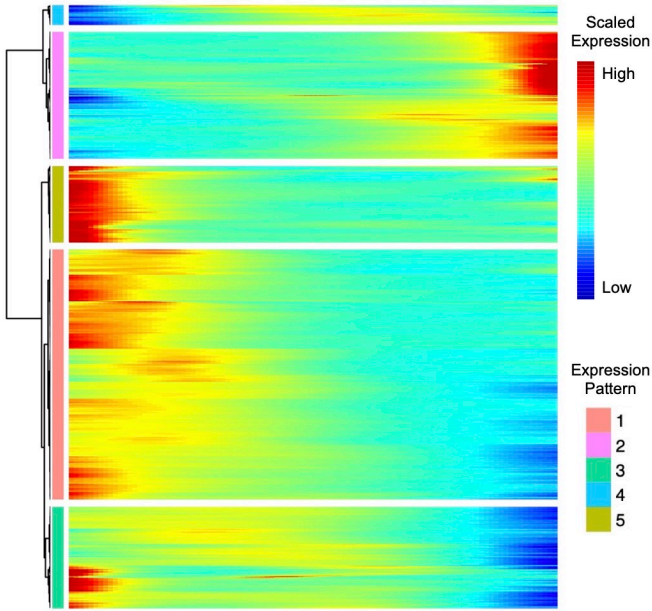 Scaled
Expression
High
Low
Expression
Pattern
1
2
3
4
5